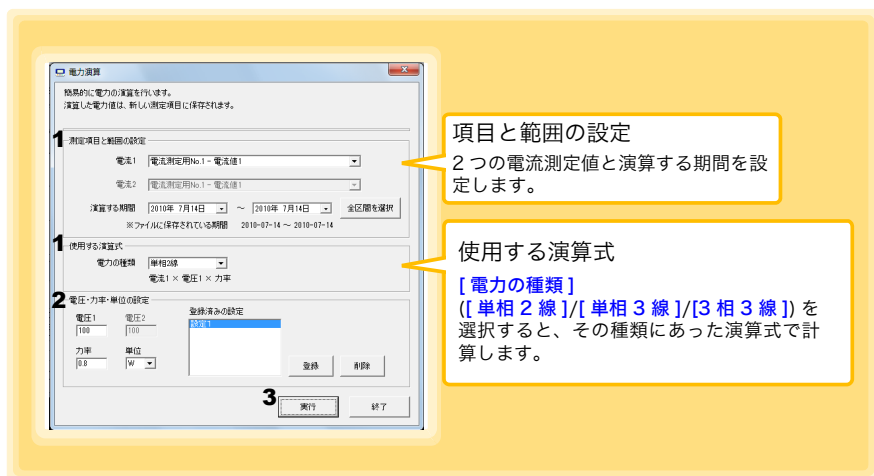 電力演算
簡易的に電力の演算を行います。
演算した電力値は、新しい測定項目に保存されます。
1 測定項目と範囲の設定
電流1 電流測定用No.1 - 電流値1
電流2 電流測定用No.1 - 電流値1
演算する期間 2010年 7月14日 ～ 2010年 7月14日 全区間を選択
※ファイルに保存されている期間 2010-07-14 ～ 2010-07-14
1 使用する演算式
電力の種類 単相2線
電流1 × 電圧1 × 力率
2 電圧・力率・単位の設定
電圧1 電圧2 登録済みの設定
100 100 設定1
力率 単位
0.8 W 登録 削除
3 実行 終了
項目と範囲の設定
2 つの電流測定値と演算する期間を設
定します。
使用する演算式
[ 電力の種類 ]
([ 単相 2 線 ]/[ 単相 3 線 ]/[3 相 3 線 ]) を
選択すると、その種類にあった演算式で計
算します。